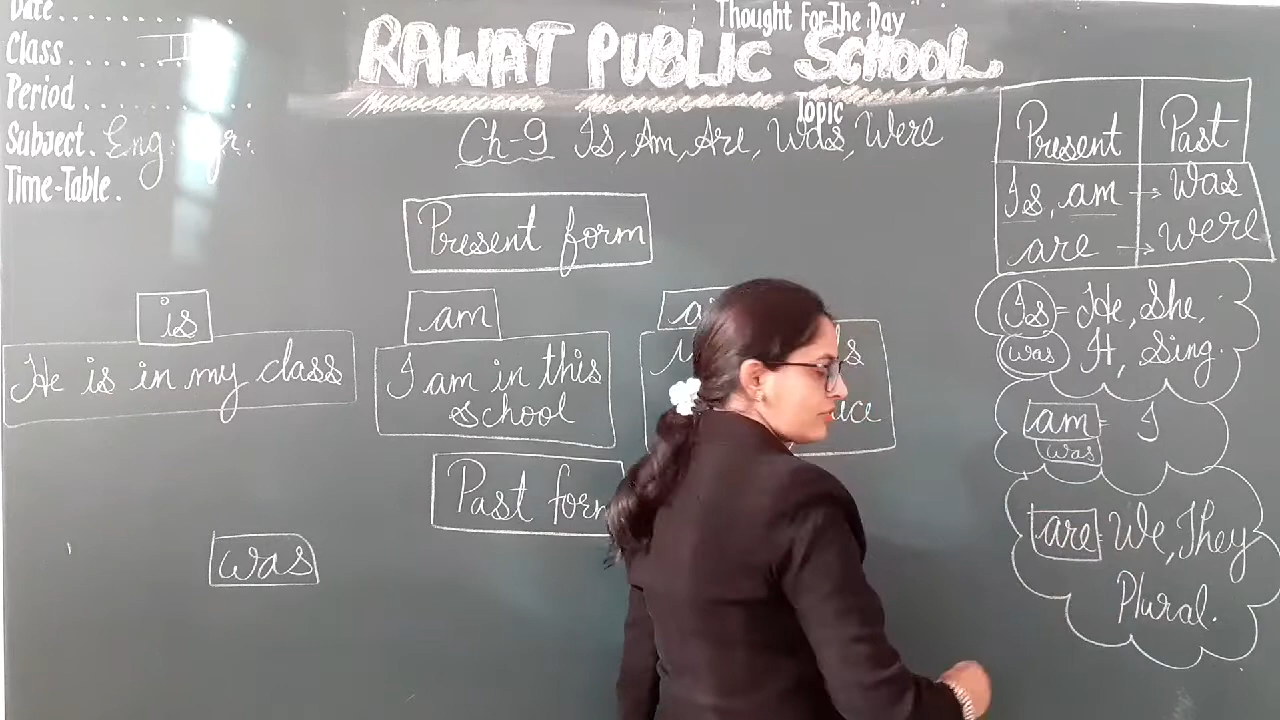 Date
Thought For The Day
Class II
RAWAT PUBLIC SCHOOL
Period
Topic
Subject. Eng. Gr.
Ch-9 Is, Am, Are, Was, Were
Time-Table.
Present Past
Is, am → was
are → were
Present form
is am
He is in my class
I am in this
school
Past
was
Is = He, She,
was It, Sing.
am = I
was
are = We, They
Plural.